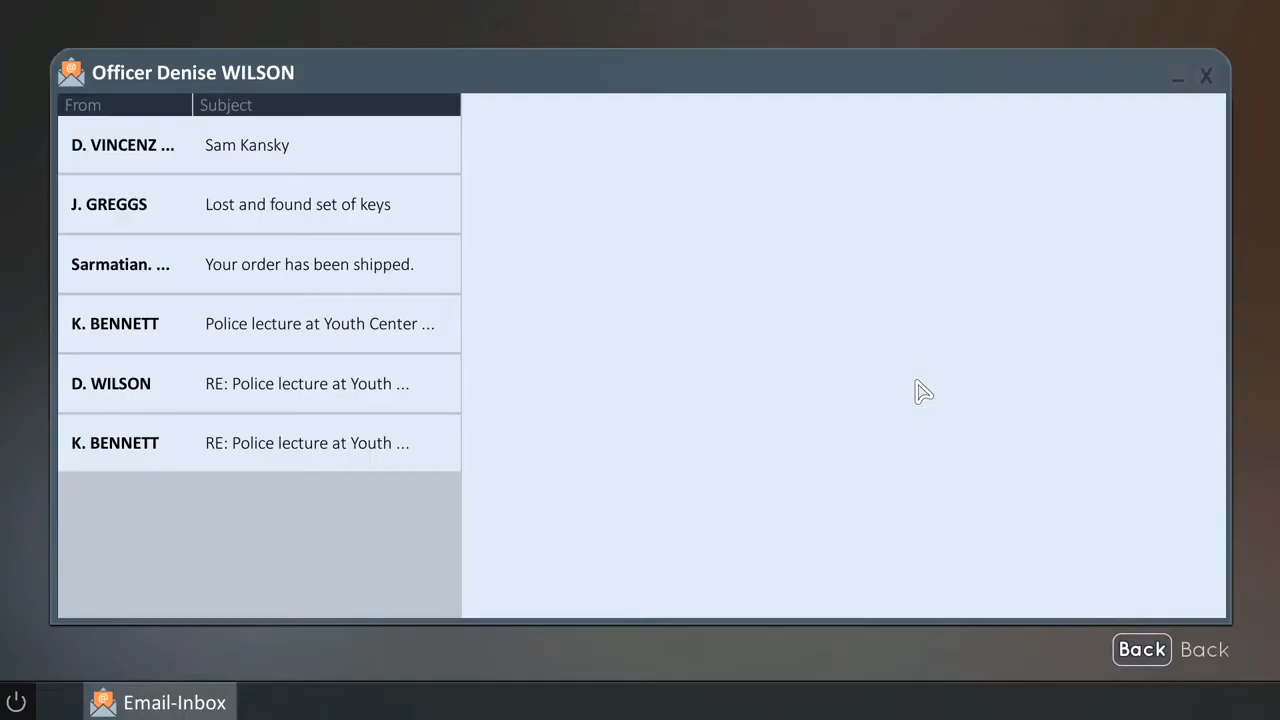 Officer Denise WILSON
_ X
From Subject
D. VINCENZ ... Sam Kansky
J. GREGGS Lost and found set of keys
Sarmatian. ... Your order has been shipped.
K. BENNETT Police lecture at Youth Center ...
D. WILSON RE: Police lecture at Youth ...
K. BENNETT RE: Police lecture at Youth ...
Back Back
Email-Inbox